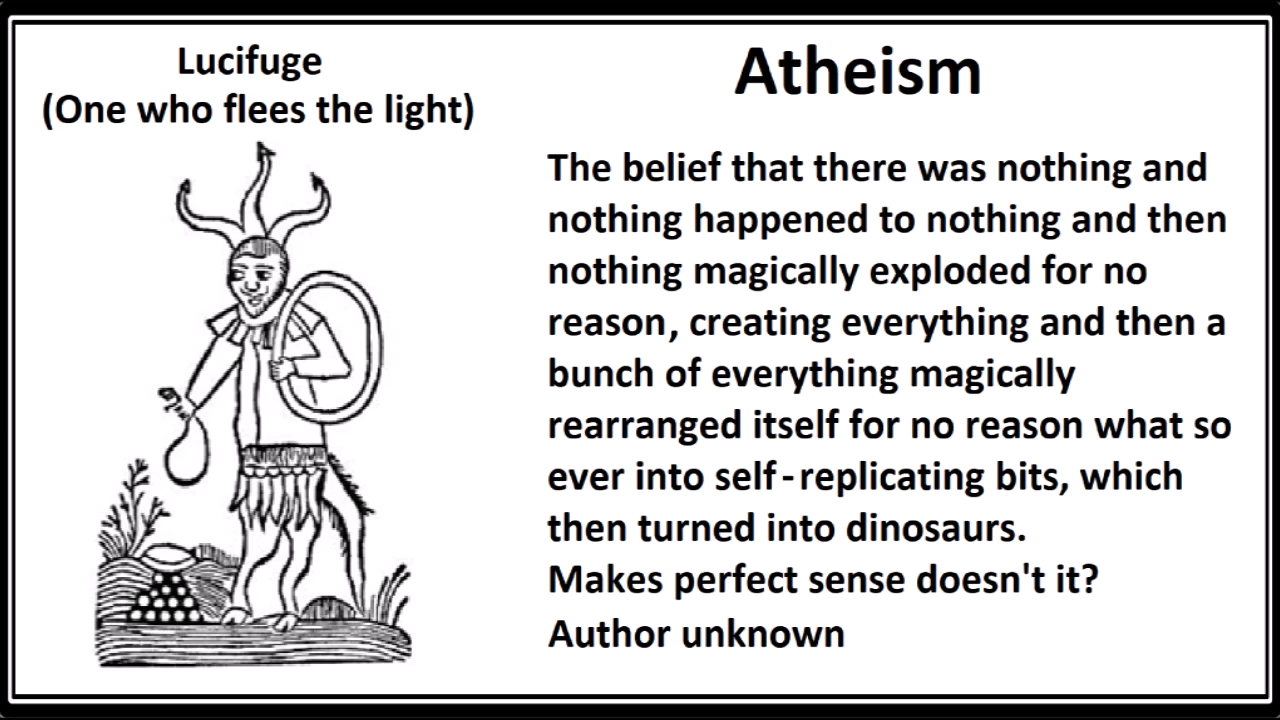 Lucifuge
(One who flees the light)
Atheism
The belief that there was nothing and
nothing happened to nothing and then
nothing magically exploded for no
reason, creating everything and then a
bunch of everything magically
rearranged itself for no reason what so
ever into self-replicating bits, which
then turned into dinosaurs.
Makes perfect sense doesn't it?
Author unknown